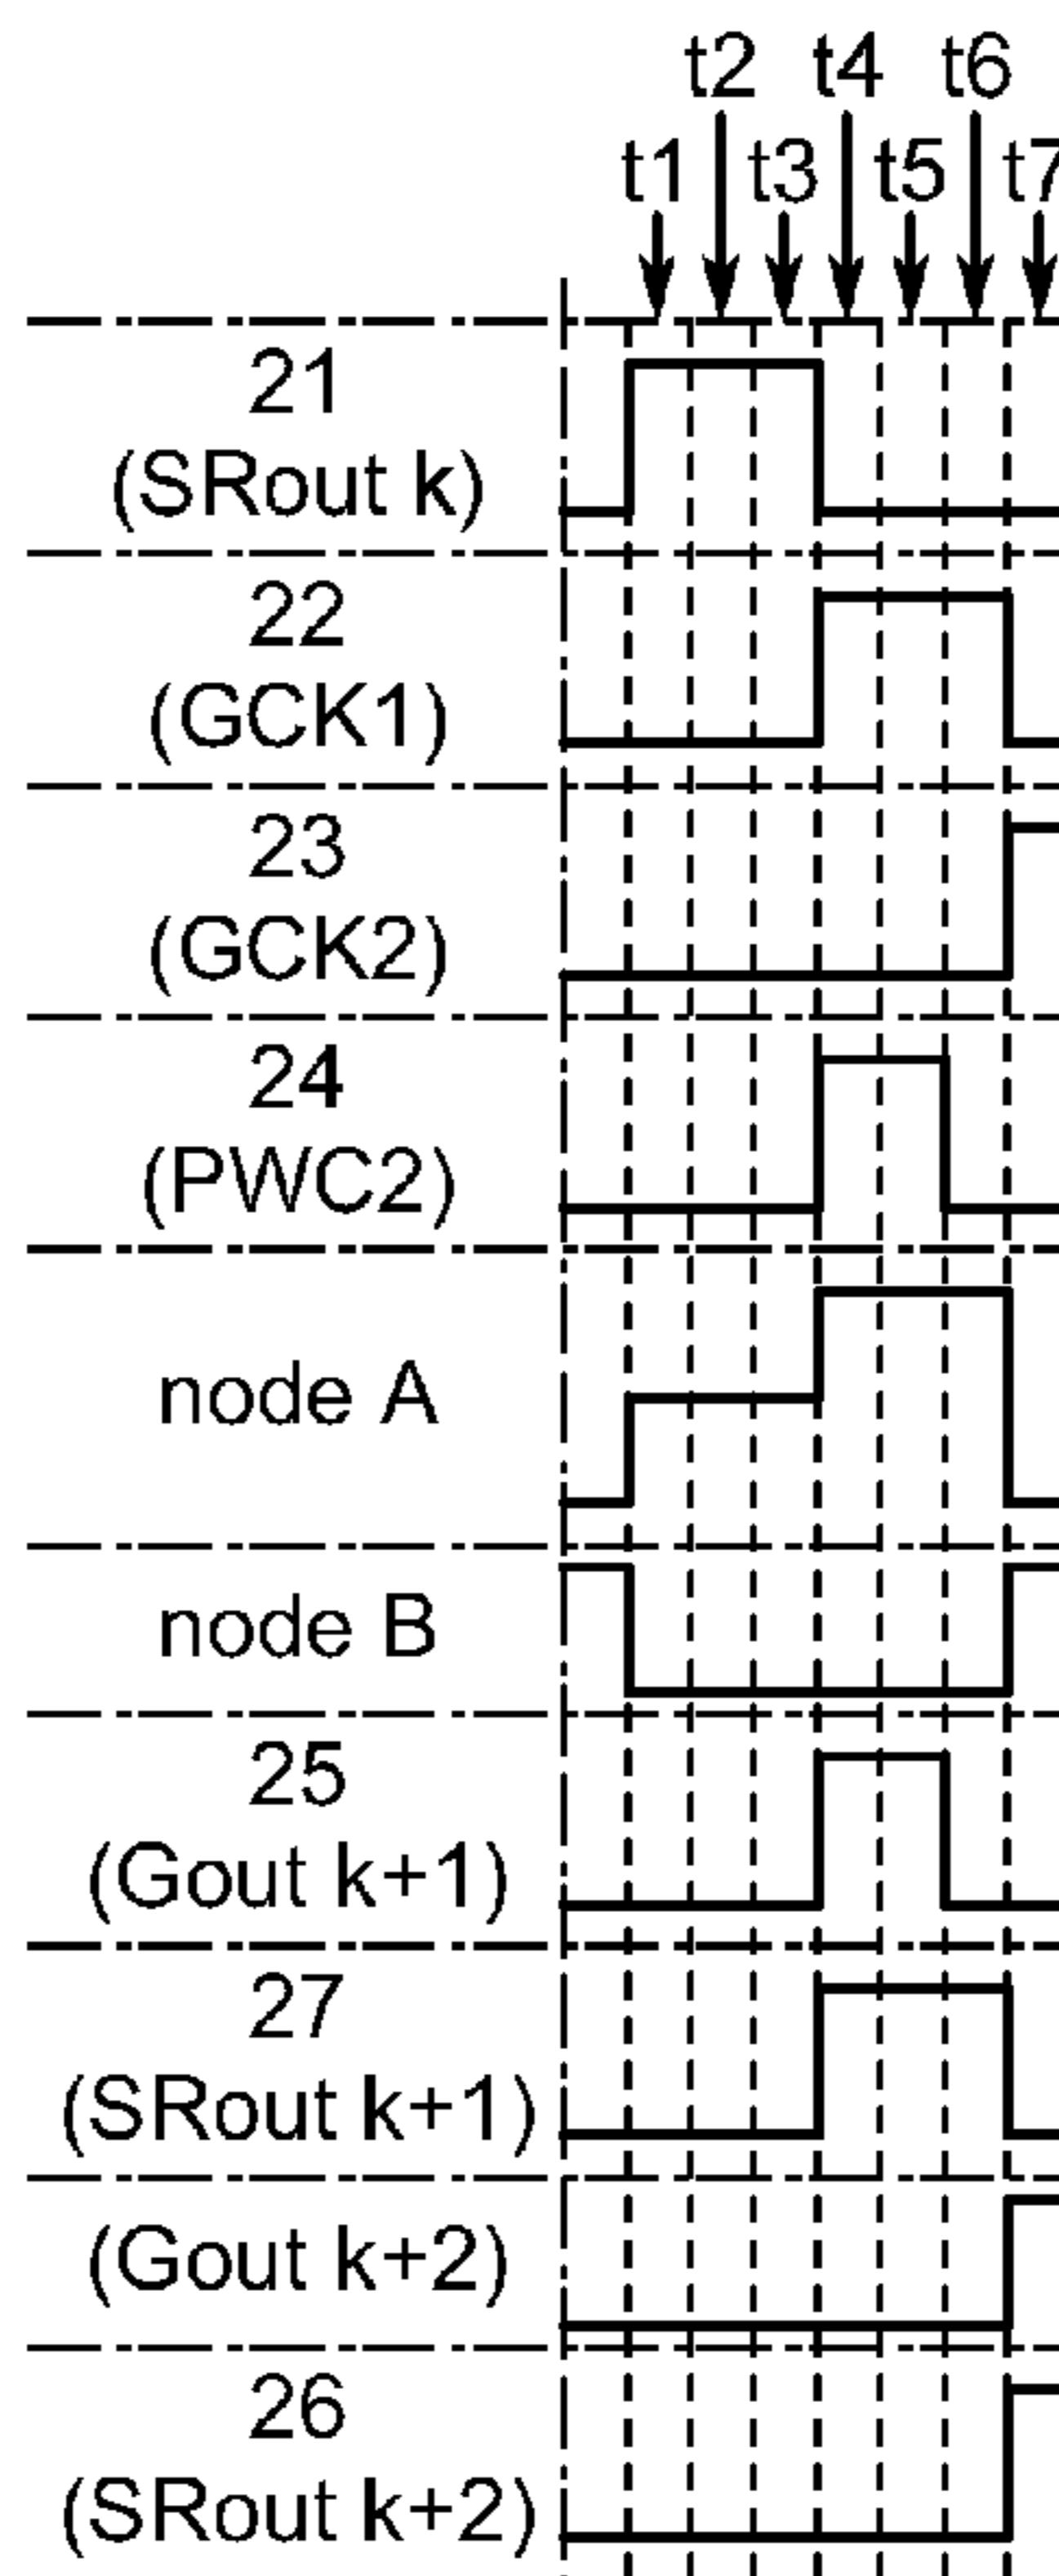 t2 t4 t6
t1 t3 t5 t7
21
(SRout k)
22
(GCK1)
23
(GCK2)
24
(PWC2)
node A
node B
25
(Gout k+1)
27
(SRout k+1)
(Gout k+2)
26
(SRout k+2)